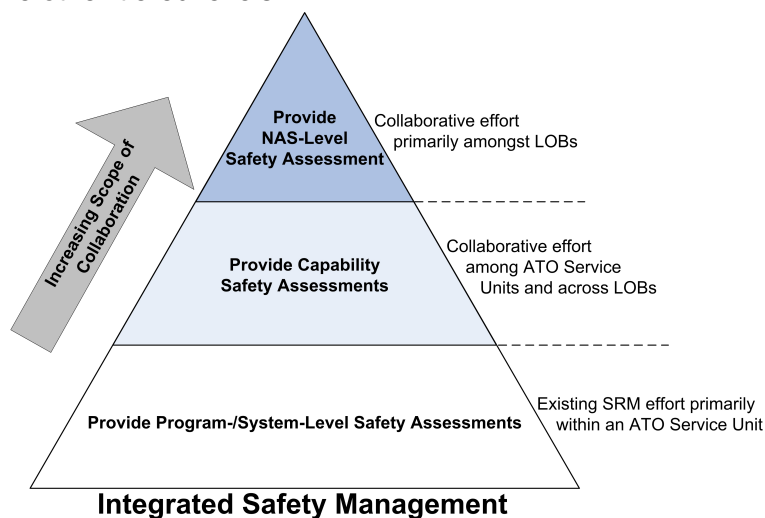 Provide
NAS-Level
Safety Assessment
Collaborative effort
primarily amongst LOBs
Increasing Scope of
Collaboration
Provide Capability
Safety Assessments
Collaborative effort
among ATO Service
Units and across LOBs
Provide Program-/System-Level Safety Assessments
Existing SRM effort primarily
within an ATO Service Unit
Integrated Safety Management